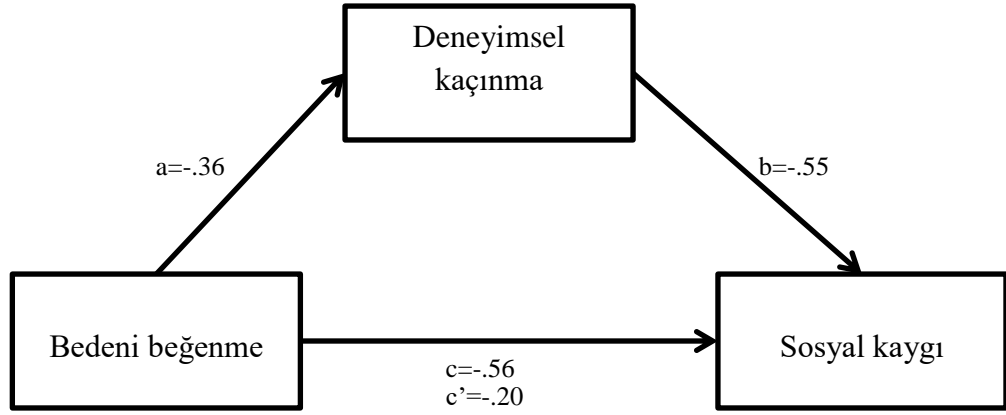 Deneyimsel
kaçınma
a=-.36
b=-.55
Bedeni beğenme
c=-.56
c’=-.20
Sosyal kaygı